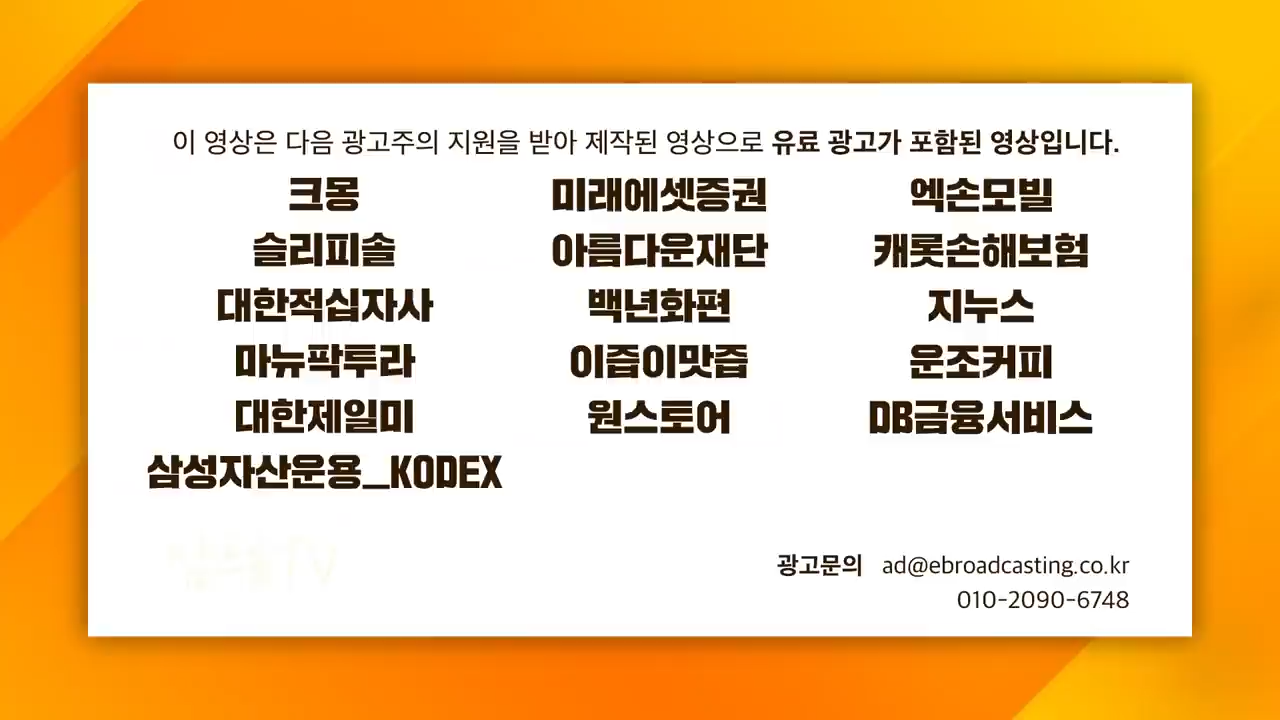 이 영상은 다음 광고주의 지원을 받아 제작된 영상으로 유료 광고가 포함된 영상입니다.
크몽 미래에셋증권 엑손모빌
슬리피솔 아름다운재단 캐롯손해보험
대한적십자사 백년화편 지누스
마뉴팍투라 이즙이맛즙 운조커피
대한제일미 원스토어 DB금융서비스
삼성자산운용_KODEX
광고문의 ad@ebroadcasting.co.kr
010-2090-6748